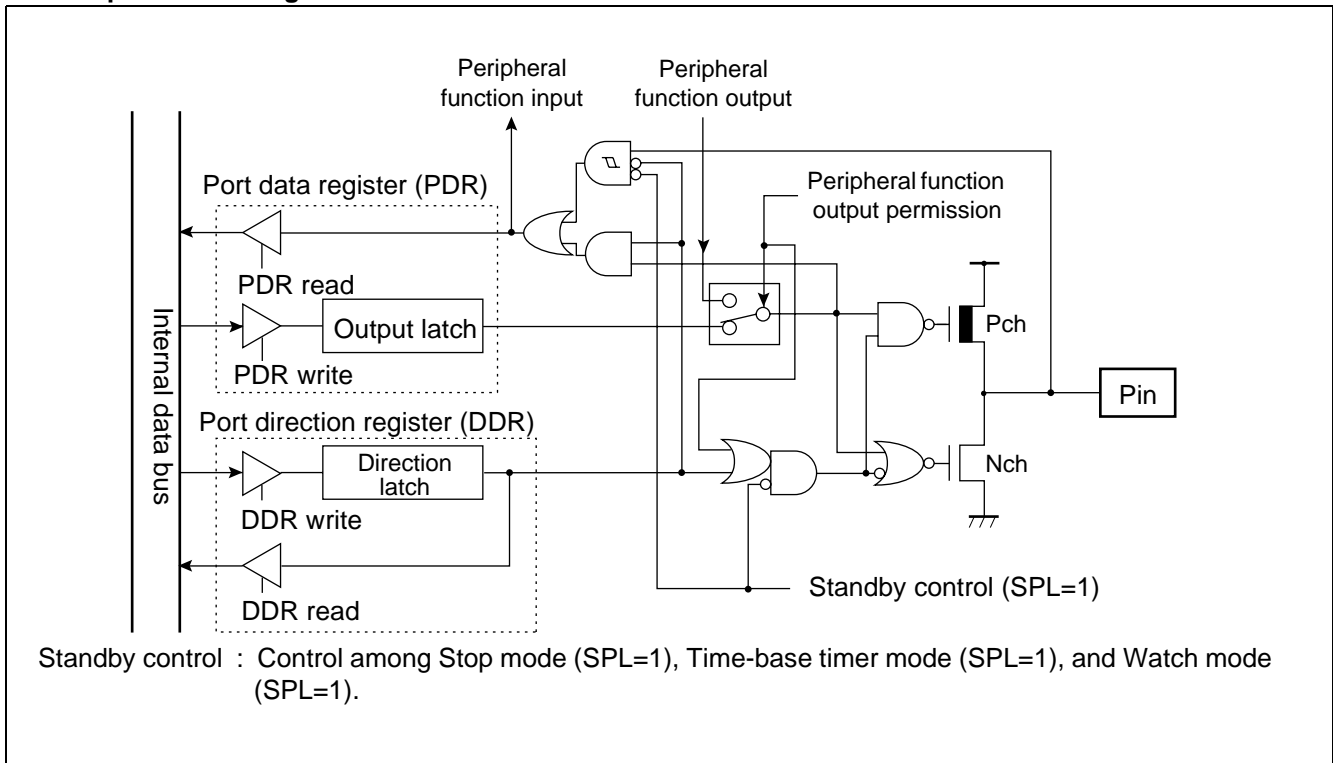 Peripheral
function input
Peripheral
function output
Port data register (PDR)
Peripheral function
output permission
PDR read
Output latch
PDR write
Internal data bus
Pch
Pin
Port direction register (DDR)
Direction
latch
Nch
DDR write
DDR read
Standby control (SPL=1)
Standby control : Control among Stop mode (SPL=1), Time-base timer mode (SPL=1), and Watch mode
(SPL=1).